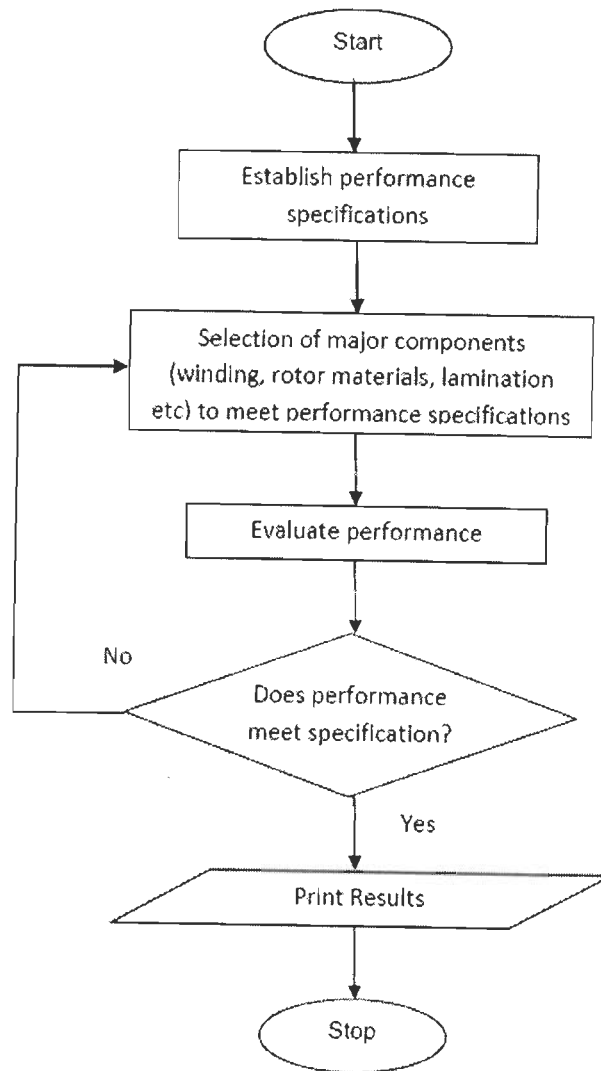 Start
Establish performance
specifications
Selection of major components
(winding, rotor materials, lamination
etc) to meet performance specifications
Evaluate performance
No
Does performance
meet specification?
Yes
Print Results
Stop